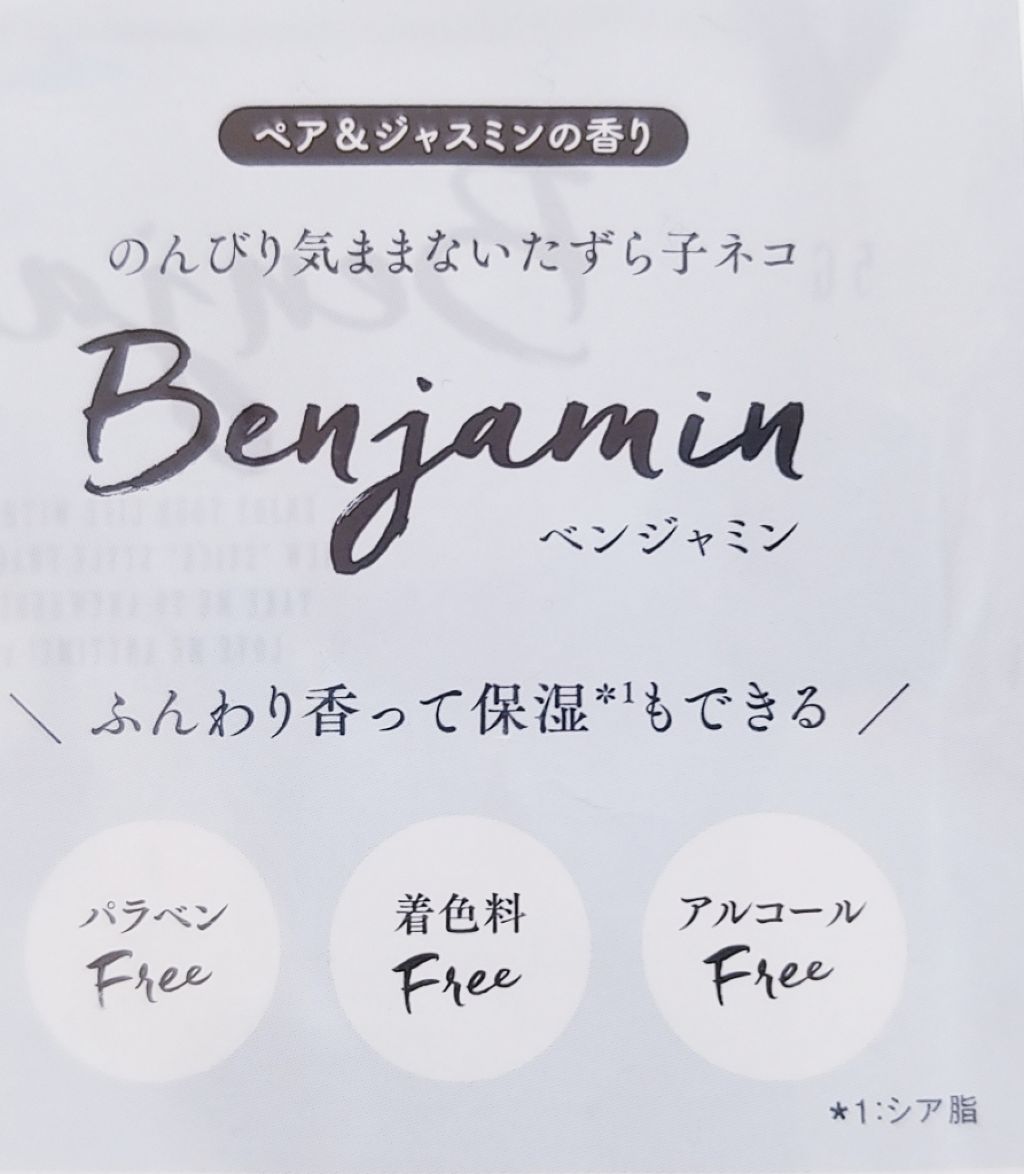 ペア&ジャスミンの香り
のんびり気ままないたずら子ネコ
Benjamin
ベンジャミン
\ ふんわり香って保湿*1もできる /
パラベン
Free
着色料
Free
アルコール
Free
*1:シア脂